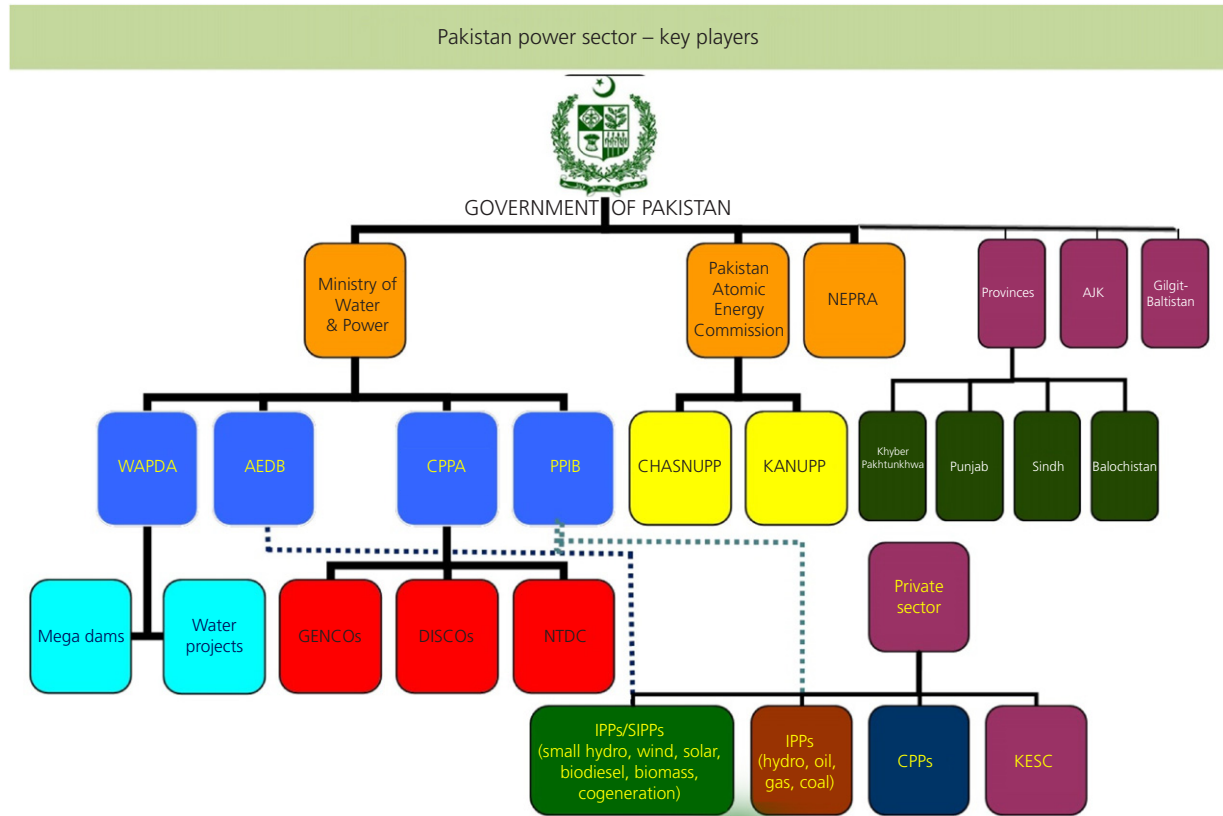 Pakistan power sector – key players
GOVERNMENT OF PAKISTAN
Ministry of
Water
& Power
Pakistan
Atomic
Energy
Commission
NEPRA
Provinces
AJK
Gilgit-
Baltistan
WAPDA
AEDB
CPPA
PPIB
CHASNUPP
KANUPP
Khyber
Pakhtunkhwa
Punjab
Sindh
Balochistan
Mega dams
Water
projects
GENCOs
DISCOs
NTDC
Private
sector
IPPs/SIPPs
(small hydro, wind, solar,
biodiesel, biomass,
cogeneration)
IPPs
(hydro, oil,
gas, coal)
CPPs
KESC